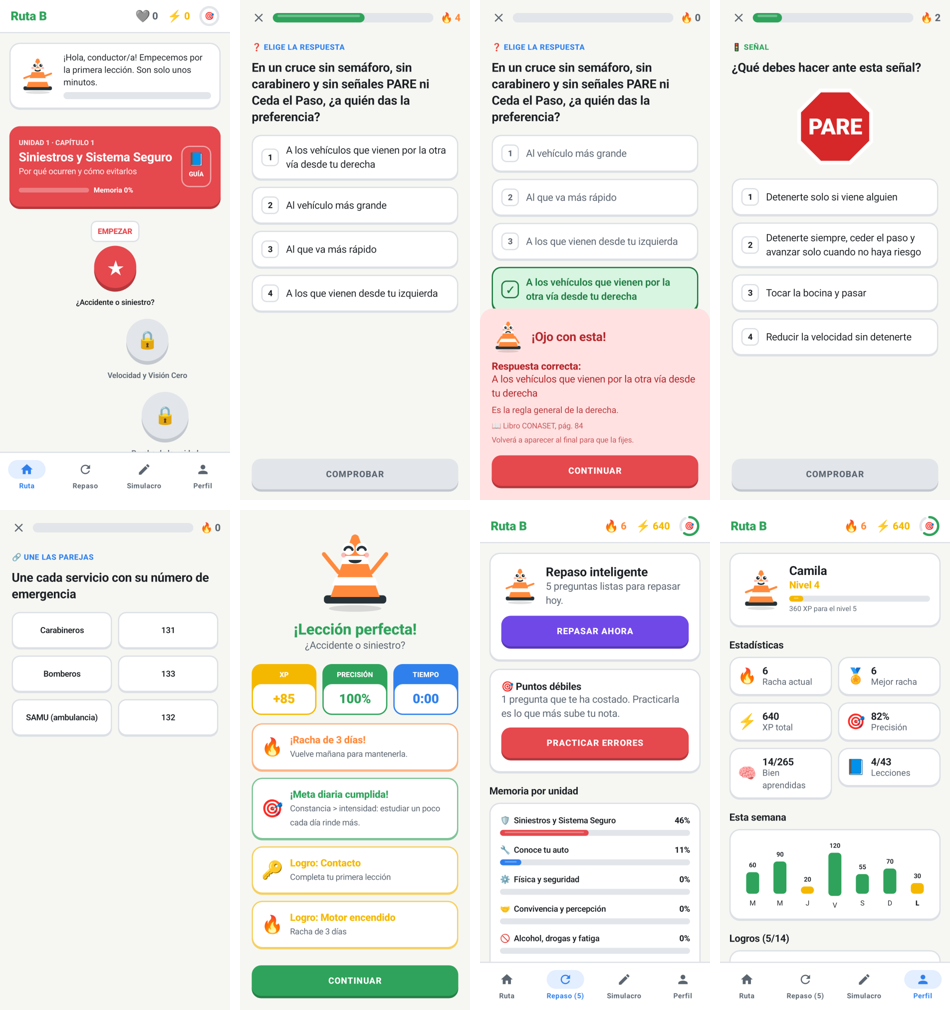 Ruta B
0
0
¡Hola, conductor/a! Empecemos por
la primera lección. Son solo unos
minutos.
UNIDAD 1 · CAPÍTULO 1
Siniestros y Sistema Seguro
Por qué ocurren y cómo evitarlos
Memoria 0%
GUÍA
EMPEZAR
¿Accidente o siniestro?
Velocidad y Visión Cero
Ruta
Repaso
Simulacro
Perfil
4
ELIGE LA RESPUESTA
En un cruce sin semáforo, sin
carabinero y sin señales PARE ni
Ceda el Paso, ¿a quién das la
preferencia?
1
A los vehículos que vienen por la otra
vía desde tu derecha
2
Al vehículo más grande
3
Al que va más rápido
4
A los que vienen desde tu izquierda
COMPROBAR
0
ELIGE LA RESPUESTA
En un cruce sin semáforo, sin
carabinero y sin señales PARE ni
Ceda el Paso, ¿a quién das la
preferencia?
1
Al vehículo más grande
2
Al que va más rápido
3
A los que vienen desde tu izquierda
A los vehículos que vienen por la
otra vía desde tu derecha
¡Ojo con esta!
Respuesta correcta:
A los vehículos que vienen por la otra vía desde
tu derecha
Es la regla general de la derecha.
Libro CONASET, pág. 84
Volverá a aparecer al final para que la fijes.
CONTINUAR
2
SEÑAL
¿Qué debes hacer ante esta señal?
PARE
1
Detenerte solo si viene alguien
2
Detenerte siempre, ceder el paso y
avanzar solo cuando no haya riesgo
3
Tocar la bocina y pasar
4
Reducir la velocidad sin detenerte
COMPROBAR
0
UNE LAS PAREJAS
Une cada servicio con su número de
emergencia
Carabineros
131
Bomberos
133
SAMU (ambulancia)
132
¡Lección perfecta!
¿Accidente o siniestro?
XP
+85
PRECISIÓN
100%
TIEMPO
0:00
¡Racha de 3 días!
Vuelve mañana para mantenerla.
¡Meta diaria cumplida!
Constancia > intensidad: estudiar un poco
cada día rinde más.
Logro: Contacto
Completa tu primera lección
Logro: Motor encendido
Racha de 3 días
CONTINUAR
Ruta B
6
640
Repaso inteligente
5 preguntas listas para repasar
hoy.
REPASAR AHORA
Puntos débiles
1 pregunta que te ha costado. Practicarla
es lo que más sube tu nota.
PRACTICAR ERRORES
Memoria por unidad
Siniestros y Sistema Seguro
46%
Conoce tu auto
11%
Física y seguridad
0%
Convivencia y percepción
0%
Alcohol, drogas y fatiga
0%
Ruta
Repaso (5)
Simulacro
Perfil
Ruta B
6
640
Camila
Nivel 4
360 XP para el nivel 5
Estadísticas
6
Racha actual
6
Mejor racha
640
XP total
82%
Precisión
14/265
Bien
aprendidas
4/43
Lecciones
Esta semana
60
90
20
120
55
70
30
M
M
J
V
S
D
L
Logros (5/14)
Ruta
Repaso (5)
Simulacro
Perfil